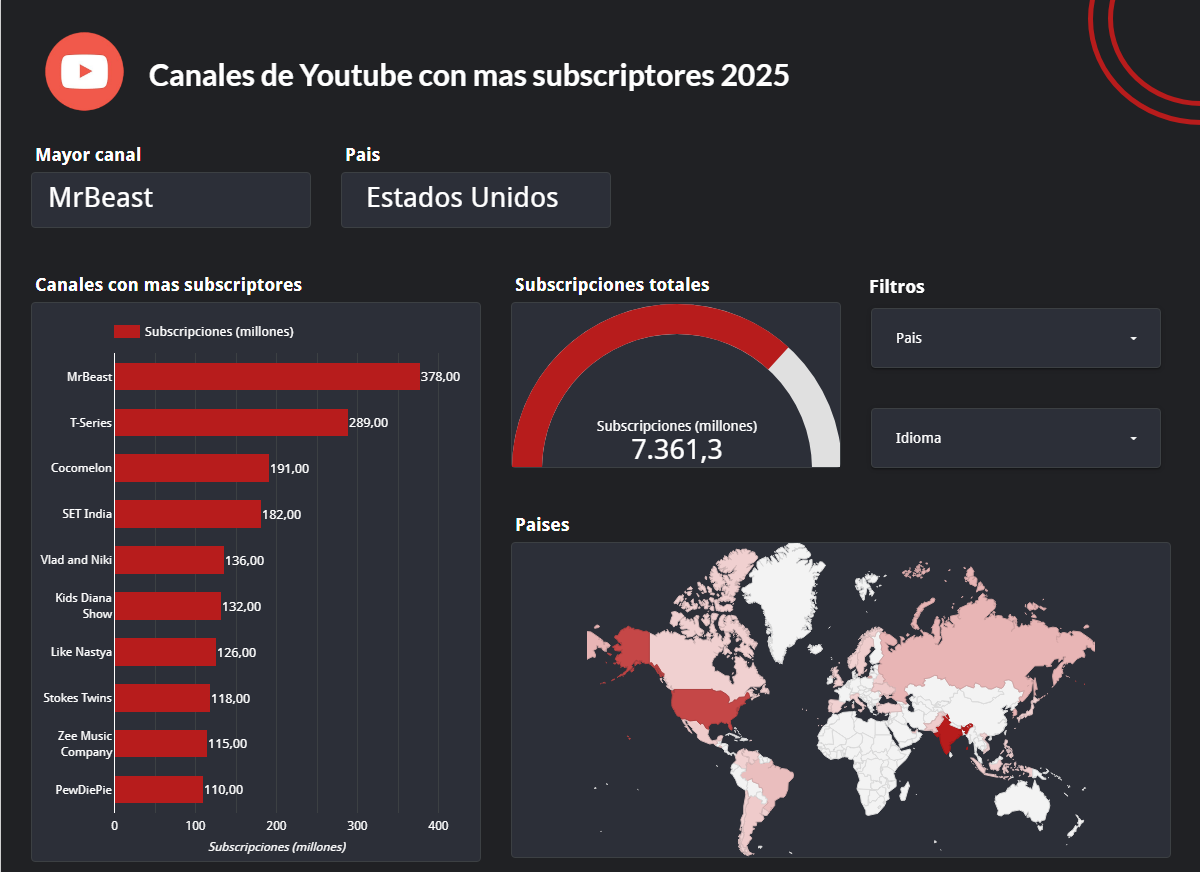 Canales de Youtube con mas subscriptores 2025
Mayor canal
MrBeast
Pais
Estados Unidos
Canales con mas subscriptores
Subscripciones (millones)
MrBeast 378,00
T-Series 289,00
Cocomelon 191,00
SET India 182,00
Vlad and Niki 136,00
Kids Diana
Show 132,00
Like Nastya 126,00
Stokes Twins 118,00
Zee Music
Company 115,00
PewDiePie 110,00
0 100 200 300 400
Subscripciones (millones)
Subscripciones totales
Subscripciones (millones)
7.361,3
Filtros
Pais
Idioma
Paises